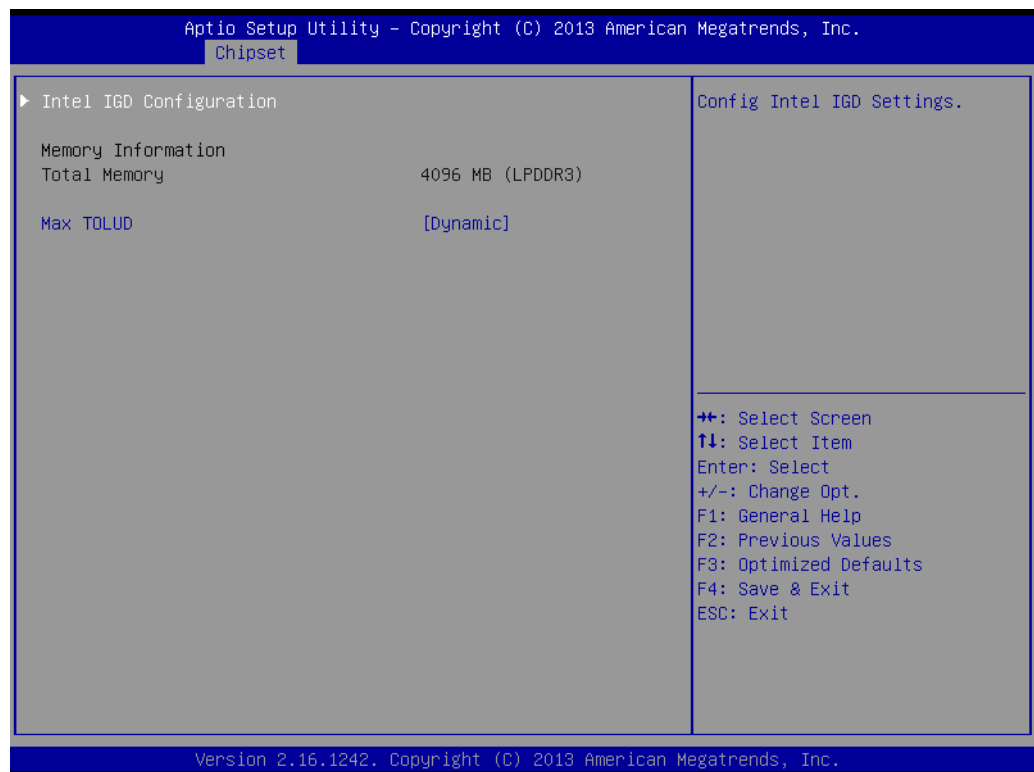 Aptio Setup Utility – Copyright (C) 2013 American Megatrends, Inc.
Chipset
Intel IGD Configuration
Memory Information
Total Memory 4096 MB (LPDDR3)
Max TOLUD [Dynamic]
Config Intel IGD Settings.
→←: Select Screen
↑↓: Select Item
Enter: Select
+/-: Change Opt.
F1: General Help
F2: Previous Values
F3: Optimized Defaults
F4: Save & Exit
ESC: Exit
Version 2.16.1242. Copyright (C) 2013 American Megatrends, Inc.